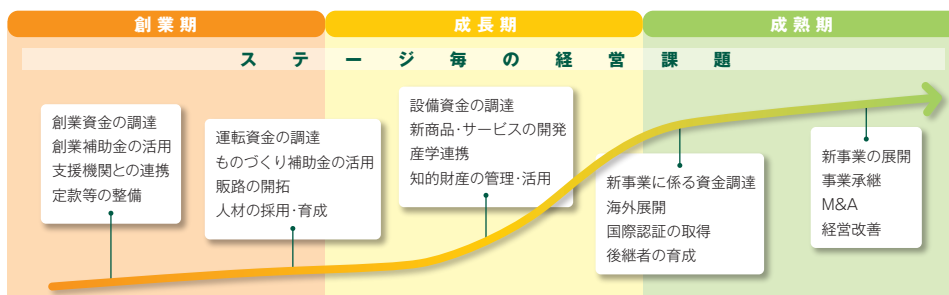 創業期
成長期
成熟期
ステージ毎の経営課題
創業資金の調達
創業補助金の活用
支援機関との連携
定款等の整備
運転資金の調達
ものづくり補助金の活用
販路の開拓
人材の採用・育成
設備資金の調達
新商品・サービスの開発
産学連携
知的財産の管理・活用
新事業に係る資金調達
海外展開
国際認証の取得
後継者の育成
新事業の展開
事業承継
M&A
経営改善